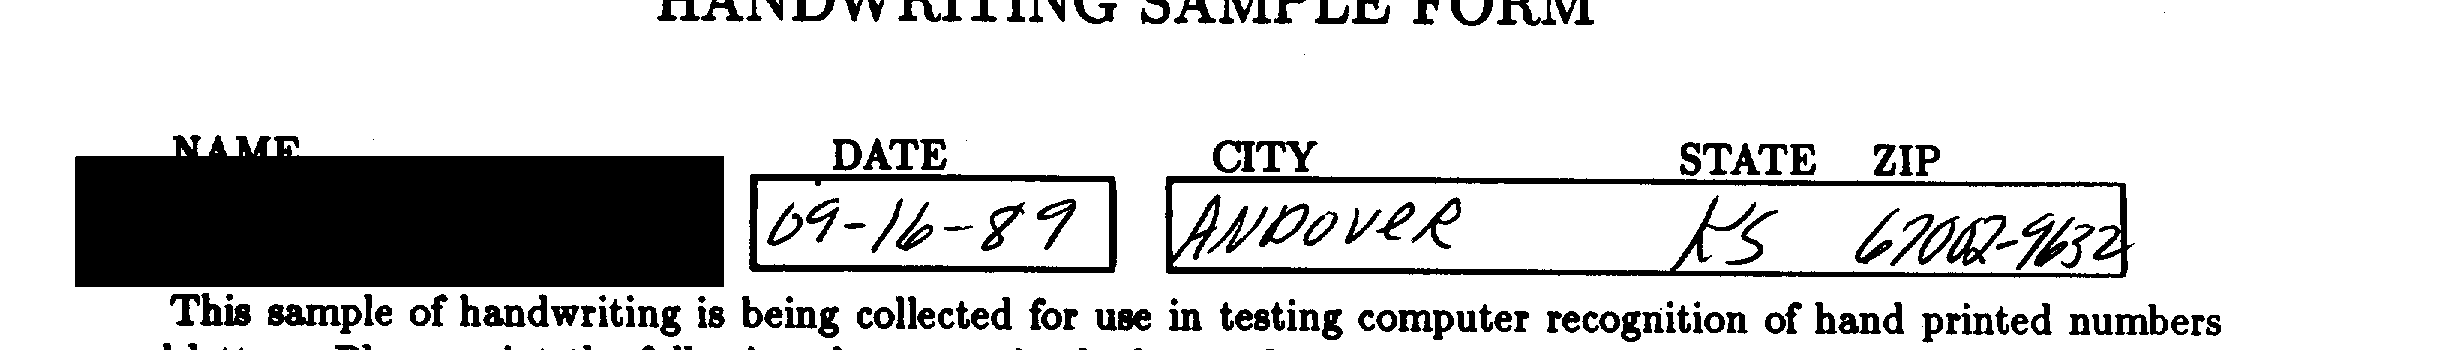 HANDWRITING SAMPLE FORM
NAME DATE CITY STATE ZIP
09-16-89 ANDOVER KS 67002-9632
This sample of handwriting is being collected for use in testing computer recognition of hand printed numbers